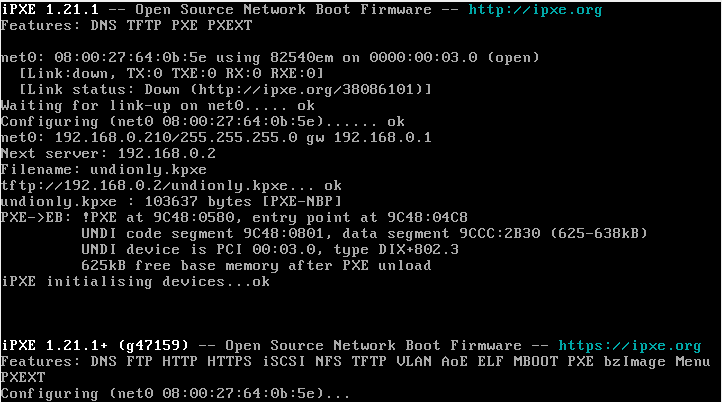 iPXE 1.21.1 -- Open Source Network Boot Firmware -- http://ipxe.org
Features: DNS TFTP PXE PXEXT
net0: 08:00:27:64:0b:5e using 82540em on 0000:00:03.0 (open)
[Link:down, TX:0 TXE:0 RX:0 RXE:0]
[Link status: Down (http://ipxe.org/38086101)]
Waiting for link-up on net0..... ok
Configuring (net0 08:00:27:64:0b:5e)...... ok
net0: 192.168.0.210/255.255.255.0 gw 192.168.0.1
Next server: 192.168.0.2
Filename: undionly.kpxe
tftp://192.168.0.2/undionly.kpxe... ok
undionly.kpxe : 103637 bytes [PXE-NBP]
PXE->EB: !PXE at 9C48:0580, entry point at 9C48:04C8
UNDI code segment 9C48:0801, data segment 9CCC:2B30 (625-638kB)
UNDI device is PCI 00:03.0, type DIX+802.3
625kB free base memory after PXE unload
iPXE initialising devices...ok
iPXE 1.21.1+ (g47159) -- Open Source Network Boot Firmware -- https://ipxe.org
Features: DNS FTP HTTP HTTPS iSCSI NFS TFTP VLAN AoE ELF MBOOT PXE bzImage Menu
PXEXT
Configuring (net0 08:00:27:64:0b:5e)...